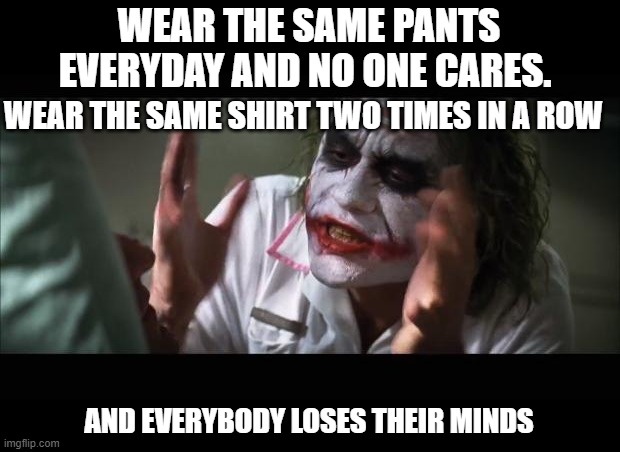 WEAR THE SAME PANTS
EVERYDAY AND NO ONE CARES.
WEAR THE SAME SHIRT TWO TIMES IN A ROW
AND EVERYBODY LOSES THEIR MINDS
imgflip.com